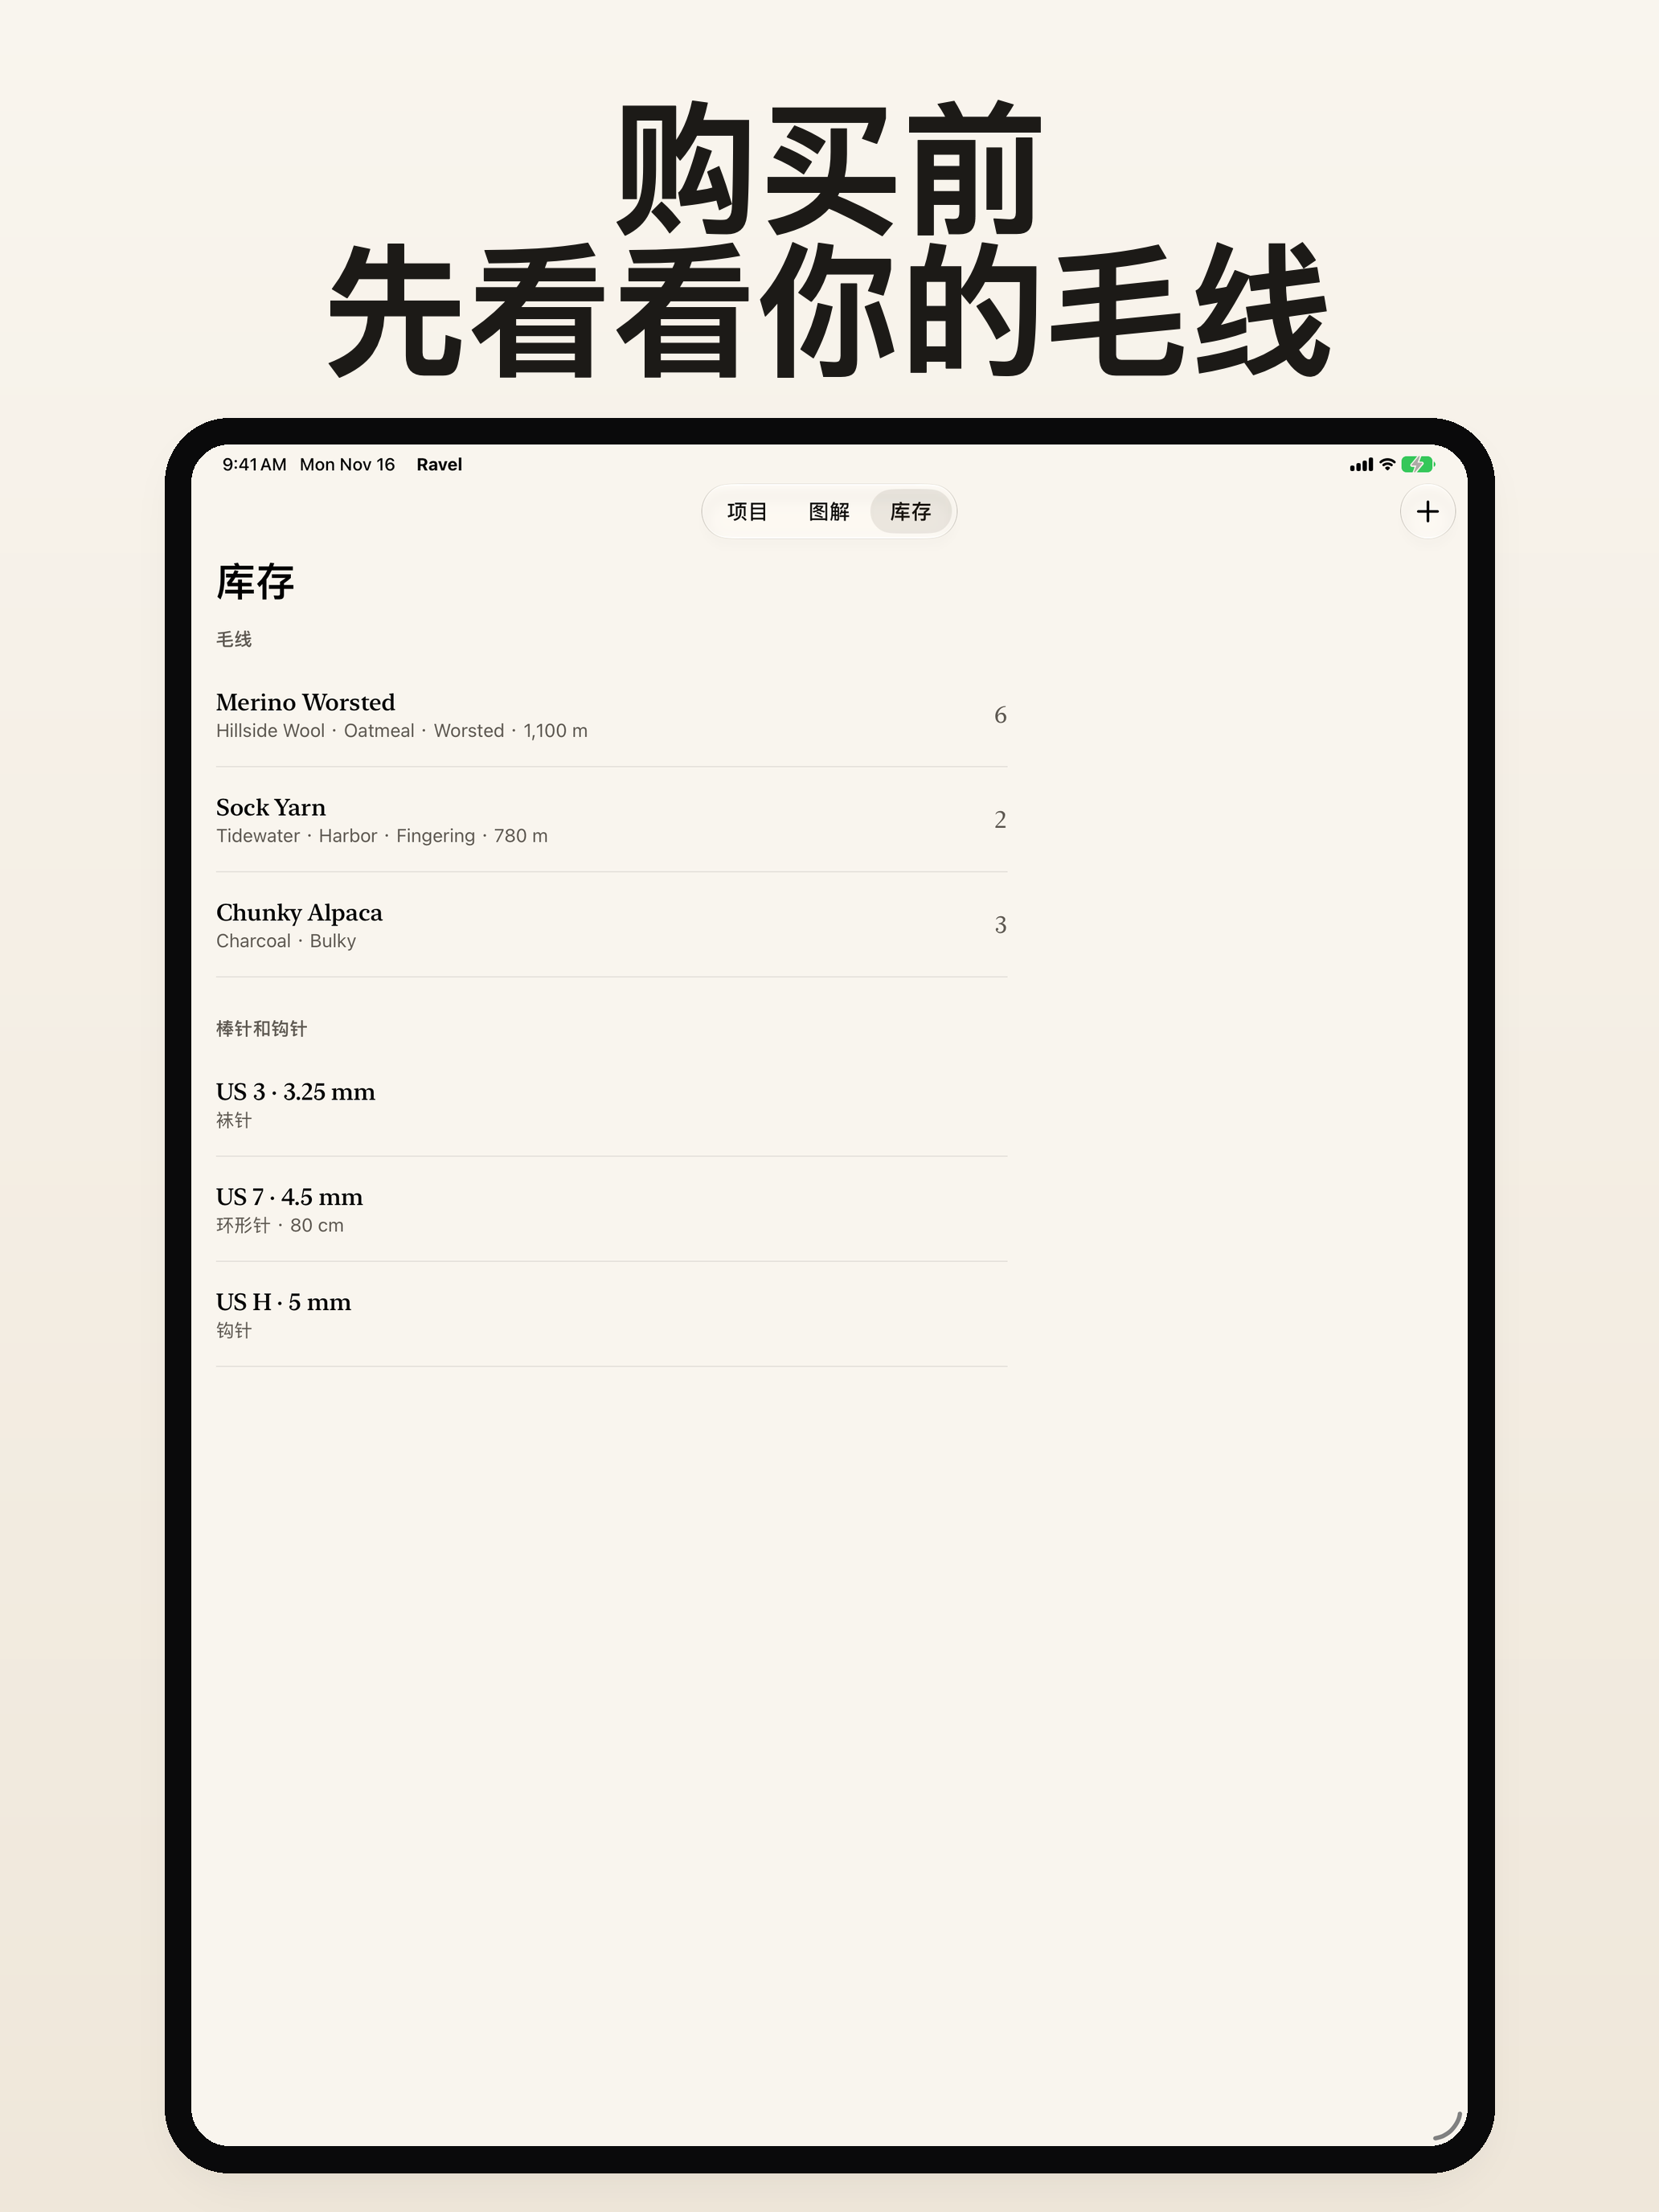 购买前
先看看你的毛线
9:41 AM Mon Nov 16 Ravel
项目 图解 库存
库存
毛线
Merino Worsted
Hillside Wool · Oatmeal · Worsted · 1,100 m
6
Sock Yarn
Tidewater · Harbor · Fingering · 780 m
2
Chunky Alpaca
Charcoal · Bulky
3
棒针和钩针
US 3 · 3.25 mm
袜针
US 7 · 4.5 mm
环形针 · 80 cm
US H · 5 mm
钩针